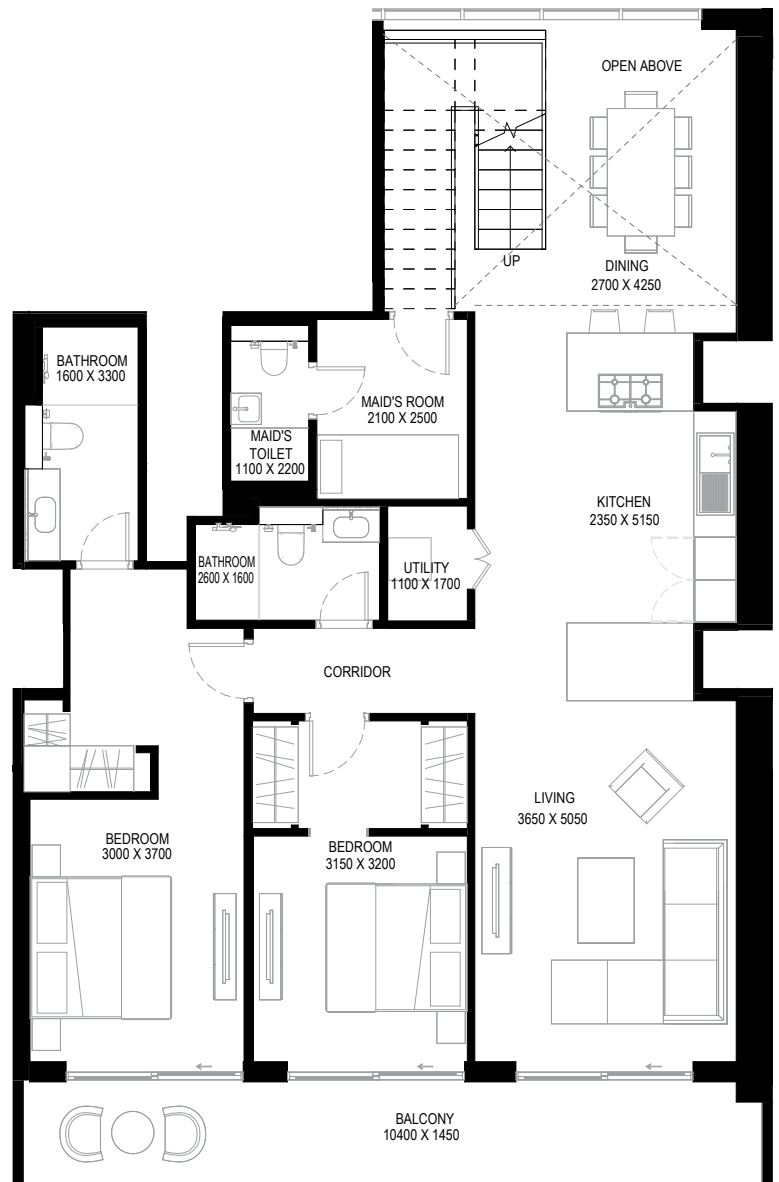 OPEN ABOVE
UP
DINING
2700 X 4250
BATHROOM
1600 X 3300
MAID'S ROOM
2100 X 2500
MAID'S
TOILET
1100 X 2200
KITCHEN
2350 X 5150
BATHROOM
2600 X 1600
UTILITY
1100 X 1700
CORRIDOR
LIVING
3650 X 5050
BEDROOM
3000 X 3700
BEDROOM
3150 X 3200
BALCONY
10400 X 1450